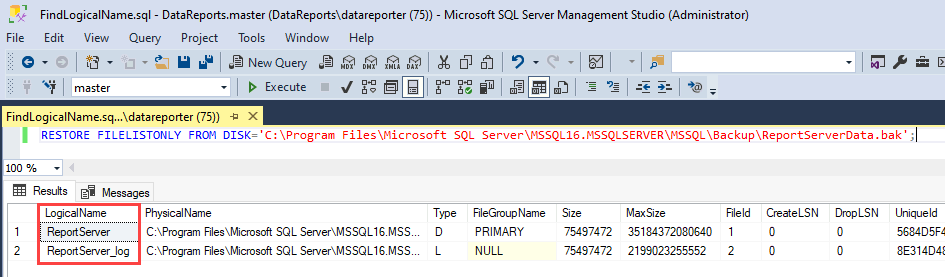 FindLogicalName.sql - DataReports.master (DataReports\datareporter (75)) - Microsoft SQL Server Management Studio (Administrator)
File Edit View Query Project Tools Window Help
New Query MDX DMX XMLA DAX
master Execute
FindLogicalName.sq...\datareporter (75))
RESTORE FILELISTONLY FROM DISK='C:\Program Files\Microsoft SQL Server\MSSQL16.MSSQLSERVER\MSSQL\Backup\ReportServerData.bak';
100 %
Results Messages
LogicalName PhysicalName Type FileGroupName Size MaxSize FileId CreateLSN DropLSN UniqueId
1 ReportServer C:\Program Files\Microsoft SQL Server\MSSQL16.MSS... D PRIMARY 75497472 35184372080640 1 0 0 5684D5F4
2 ReportServer_log C:\Program Files\Microsoft SQL Server\MSSQL16.MSS... L NULL 75497472 2199023255552 2 0 0 8E314D4